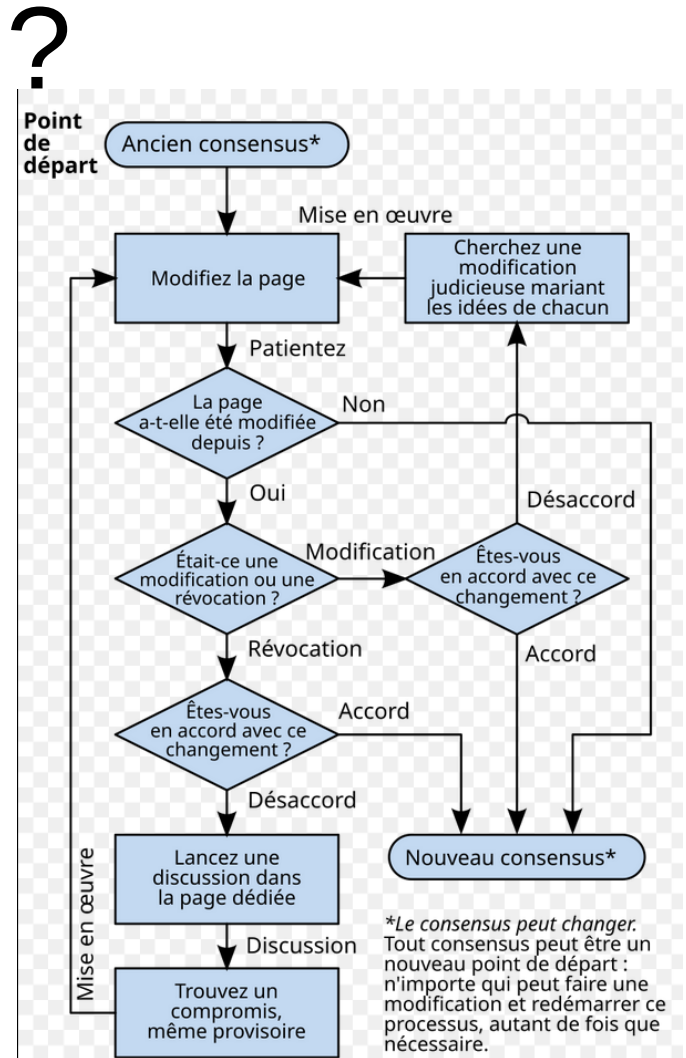 ?
Point
de
départ
Ancien consensus*
Mise en œuvre
Modifiez la page
Cherchez une
modification
judicieuse mariant
les idées de chacun
Patientez
La page
a-t-elle été modifiée
depuis ?
Non
Oui
Désaccord
Était-ce une
modification ou une
révocation ?
Modification
Êtes-vous
en accord avec ce
changement ?
Révocation
Accord
Êtes-vous
en accord avec ce
changement ?
Accord
Désaccord
Lancez une
discussion dans
la page dédiée
Nouveau consensus*
Mise en œuvre
Discussion
Trouvez un
compromis,
même provisoire
*Le consensus peut changer.
Tout consensus peut être un
nouveau point de départ :
n'importe qui peut faire une
modification et redémarrer ce
processus, autant de fois que
nécessaire.